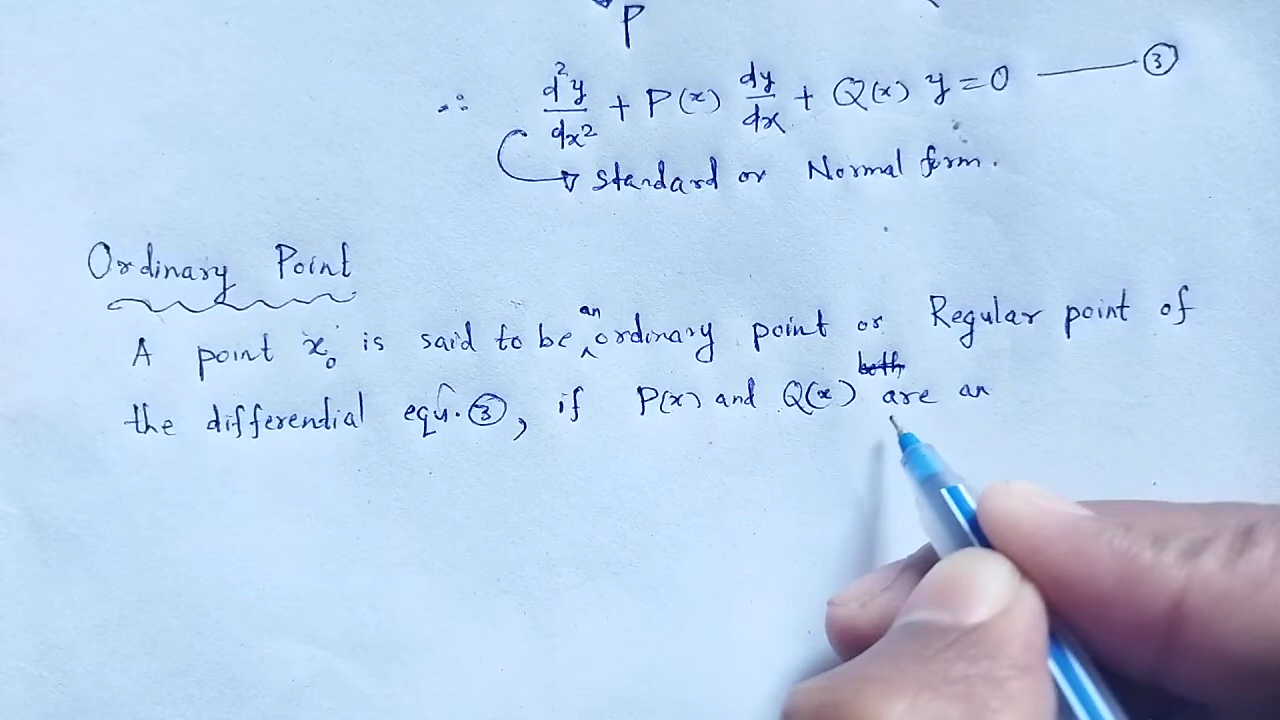 P
∴ d²y/dx² + P(x) dy/dx + Q(x) y = 0 —— ③
Standard or Normal form.
Ordinary Point
A point x₀ is said to be an ordinary point or Regular point of
both
the differential equ. ③, if P(x) and Q(x) are an